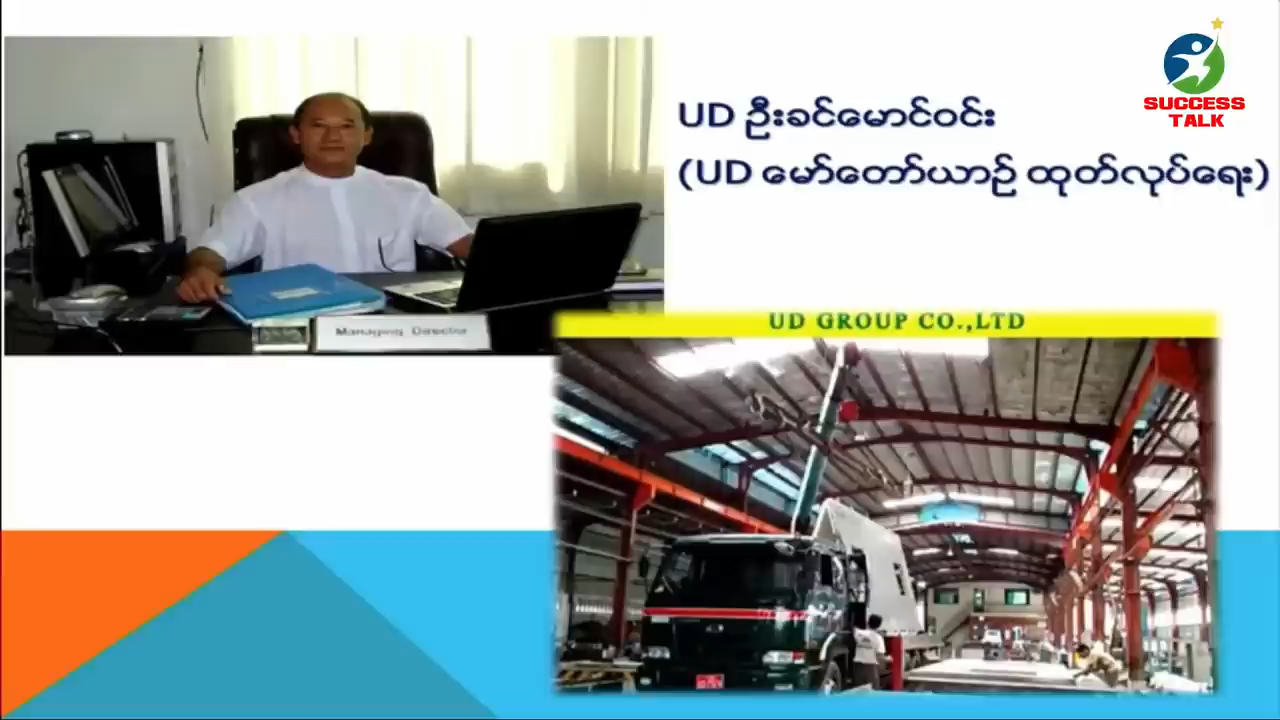 SUCCESS
TALK
UD ဦးခင်မောင်ဝင်း
(UD မော်တော်ယာဉ် ထုတ်လုပ်ရေး)
Managing Director
UD GROUP CO.,LTD